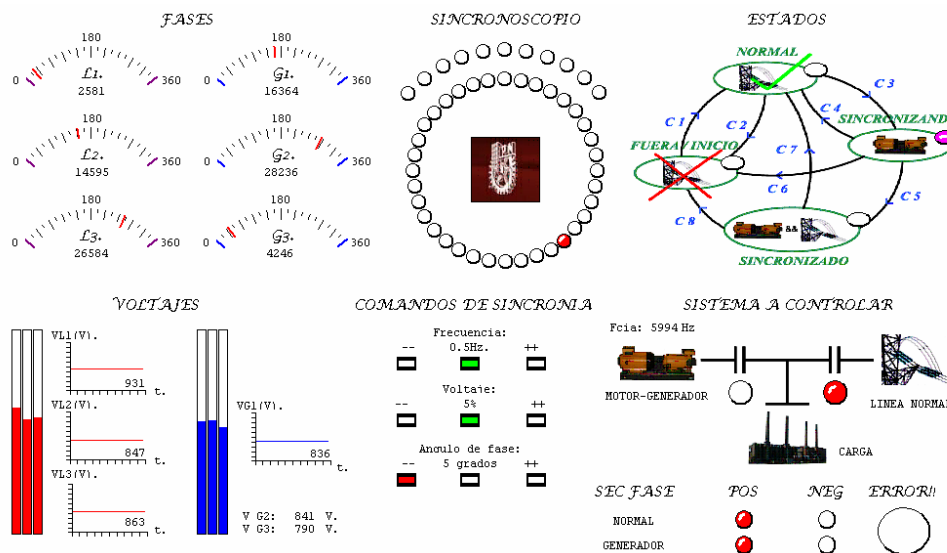 FASES
180
0
L1.
360
2581
180
0
G1.
360
16364
180
0
L2.
360
14595
180
0
G2.
360
28236
180
0
L3.
360
26584
180
0
G3.
360
4246
SINCRONOSCOPIO
ESTADOS
NORMAL
C 3
C 4
C 1
C 2
SINCRONIZAND
FUERA / INICIO
C 7
C 6
C 5
C 8
&&
SINCRONIZADO
VOLTAJES
VL1(V).
931
t.
VL2(V).
847
t.
VL3(V).
863
t.
VG1(V).
836
t.
V G2: 841 V.
V G3: 790 V.
COMANDOS DE SINCRONIA
Frecuencia:
-- 0.5Hz. ++
Voltaje:
-- 5% ++
Angulo de fase:
-- 5 grados ++
SISTEMA A CONTROLAR
Fcia: 5994 Hz
MOTOR-GENERADOR
LINEA NORMAL
CARGA
SEC FASE POS NEG ERROR!!
NORMAL
GENERADOR